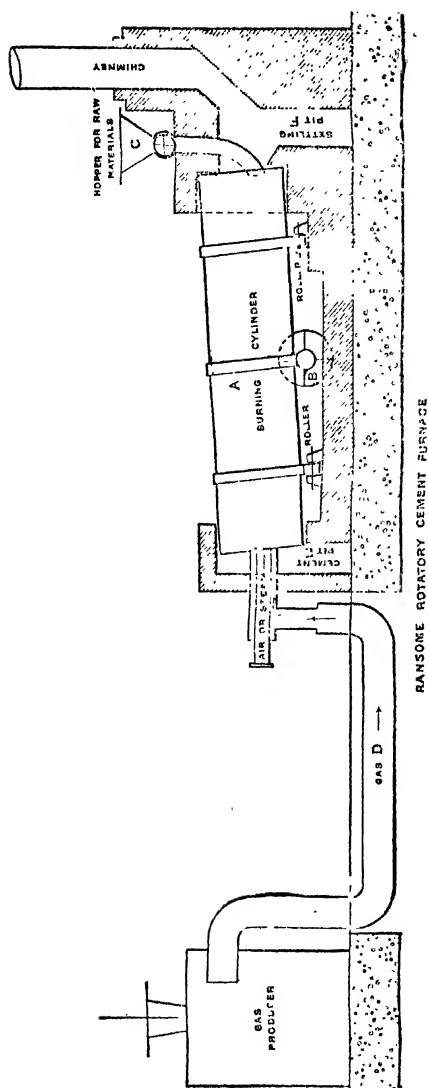 CHIMNEY
HOPPER FOR RAW
MATERIALS
C
SETTLING
PIT F
ROLLER
A
BURNING CYLINDER
B
ROLLER
AIR OR STEAM
CEMENT
PIT
GAS D
GAS
PRODUCER
RANSOME ROTATORY CEMENT FURNACE